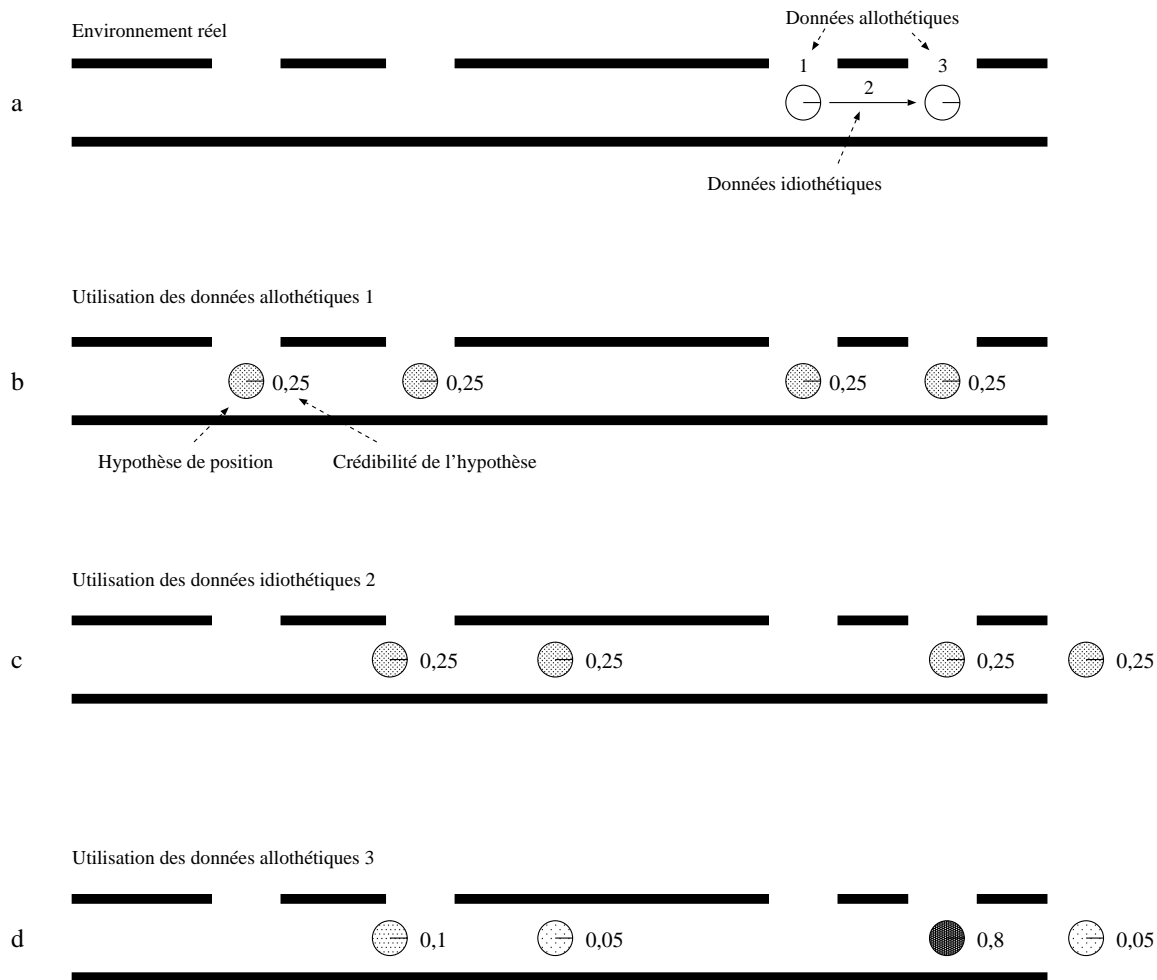 Données allothétiques
Environnement réel
1
3
2
a
Données idiothétiques
Utilisation des données allothétiques 1
b
0,25
0,25
0,25
0,25
Hypothèse de position
Crédibilité de l'hypothèse
Utilisation des données idiothétiques 2
c
0,25
0,25
0,25
0,25
Utilisation des données allothétiques 3
d
0,1
0,05
0,8
0,05